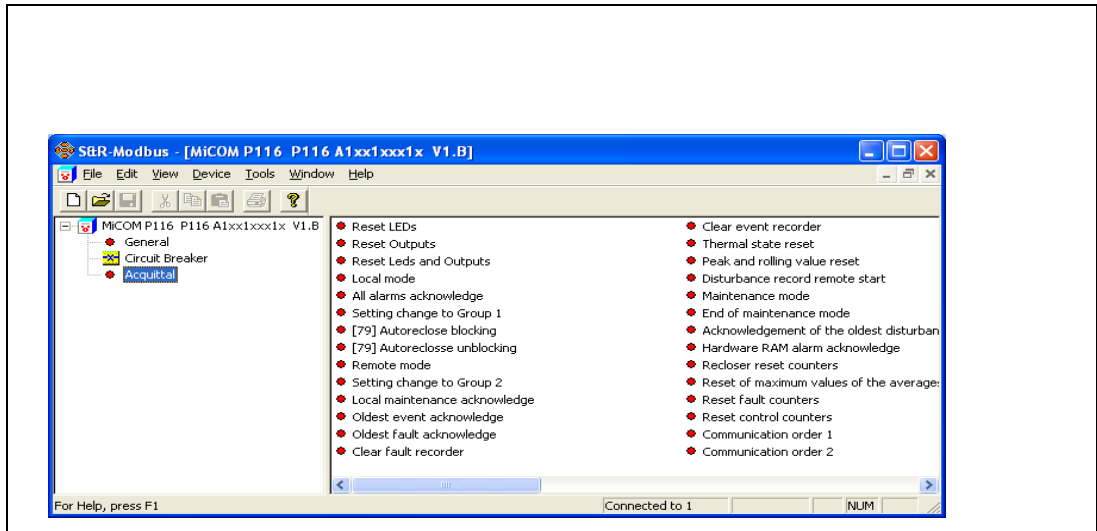 S&R-Modbus - [MiCOM P116 P116 A1xx1xxx1x V1.B]
File Edit View Device Tools Window Help
MiCOM P116 P116 A1xx1xxx1x V1.B
General
Circuit Breaker
Acquittal
Reset LEDs
Reset Outputs
Reset Leds and Outputs
Local mode
All alarms acknowledge
Setting change to Group 1
[79] Autoreclose blocking
[79] Autoreclosse unblocking
Remote mode
Setting change to Group 2
Local maintenance acknowledge
Oldest event acknowledge
Oldest fault acknowledge
Clear fault recorder
Clear event recorder
Thermal state reset
Peak and rolling value reset
Disturbance record remote start
Maintenance mode
End of maintenance mode
Acknowledgement of the oldest disturban
Hardware RAM alarm acknowledge
Recloser reset counters
Reset of maximum values of the average:
Reset fault counters
Reset control counters
Communication order 1
Communication order 2
For Help, press F1
Connected to 1
NUM